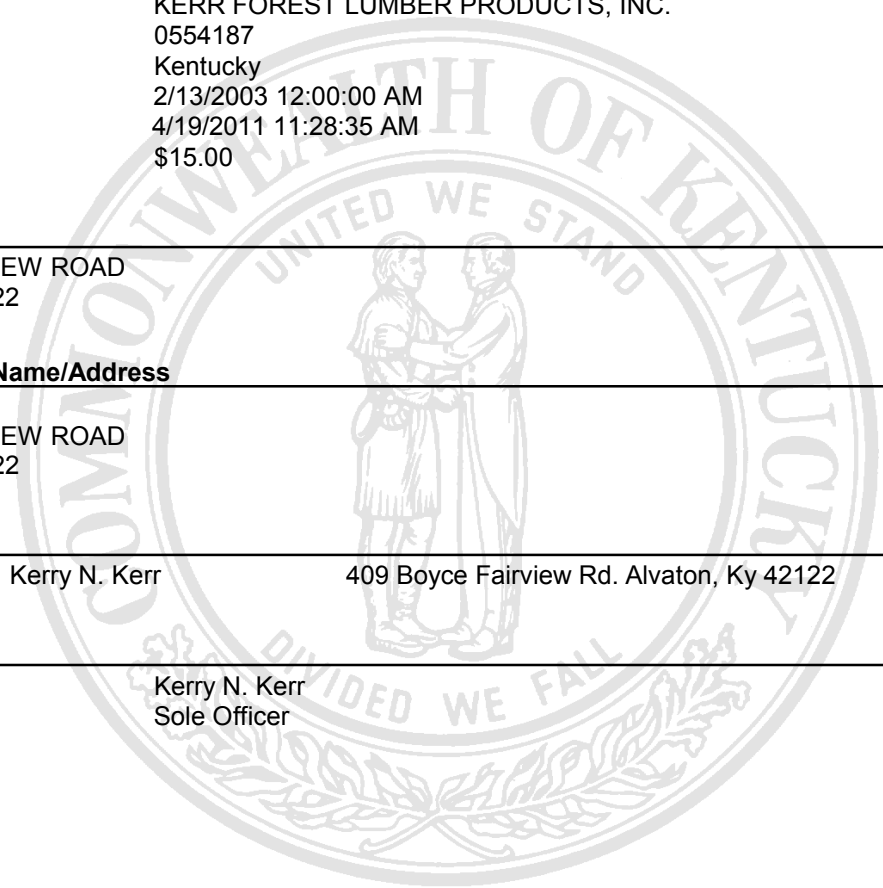 KERR FOREST LUMBER PRODUCTS, INC.
0554187
Kentucky
2/13/2003 12:00:00 AM
4/19/2011 11:28:35 AM
$15.00
EW ROAD
22
Name/Address
EW ROAD
22
Kerry N. Kerr 409 Boyce Fairview Rd. Alvaton, Ky 42122
Kerry N. Kerr
Sole Officer
COMMONWEALTH OF KENTUCKY
UNITED WE STAND
DIVIDED WE FALL